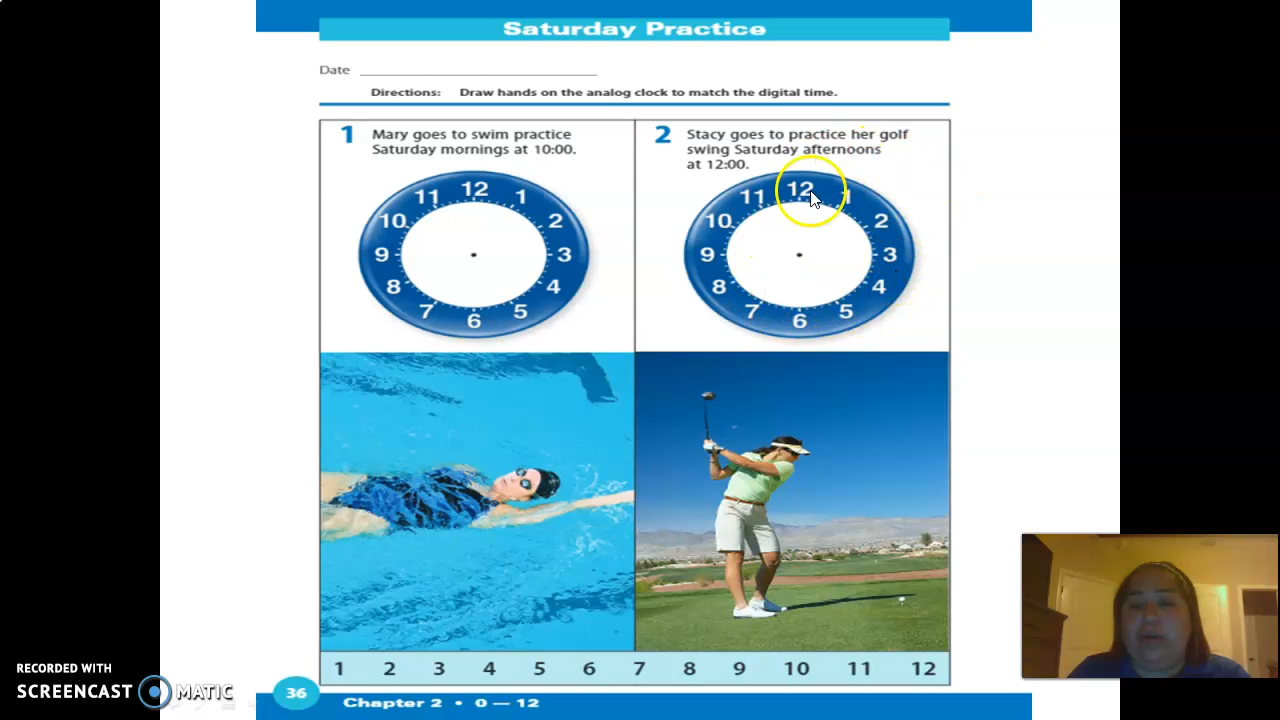 Saturday Practice
Date
Directions: Draw hands on the analog clock to match the digital time.
1 Mary goes to swim practice
Saturday mornings at 10:00.
12
11 1
10 2
9 3
8 4
7 5
6
2 Stacy goes to practice her golf
swing Saturday afternoons
at 12:00.
12
11 1
10 2
9 3
8 4
7 5
6
1 2 3 4 5 6 7 8 9 10 11 12
36 Chapter 2 • 0 — 12
RECORDED WITH
SCREENCAST MATIC